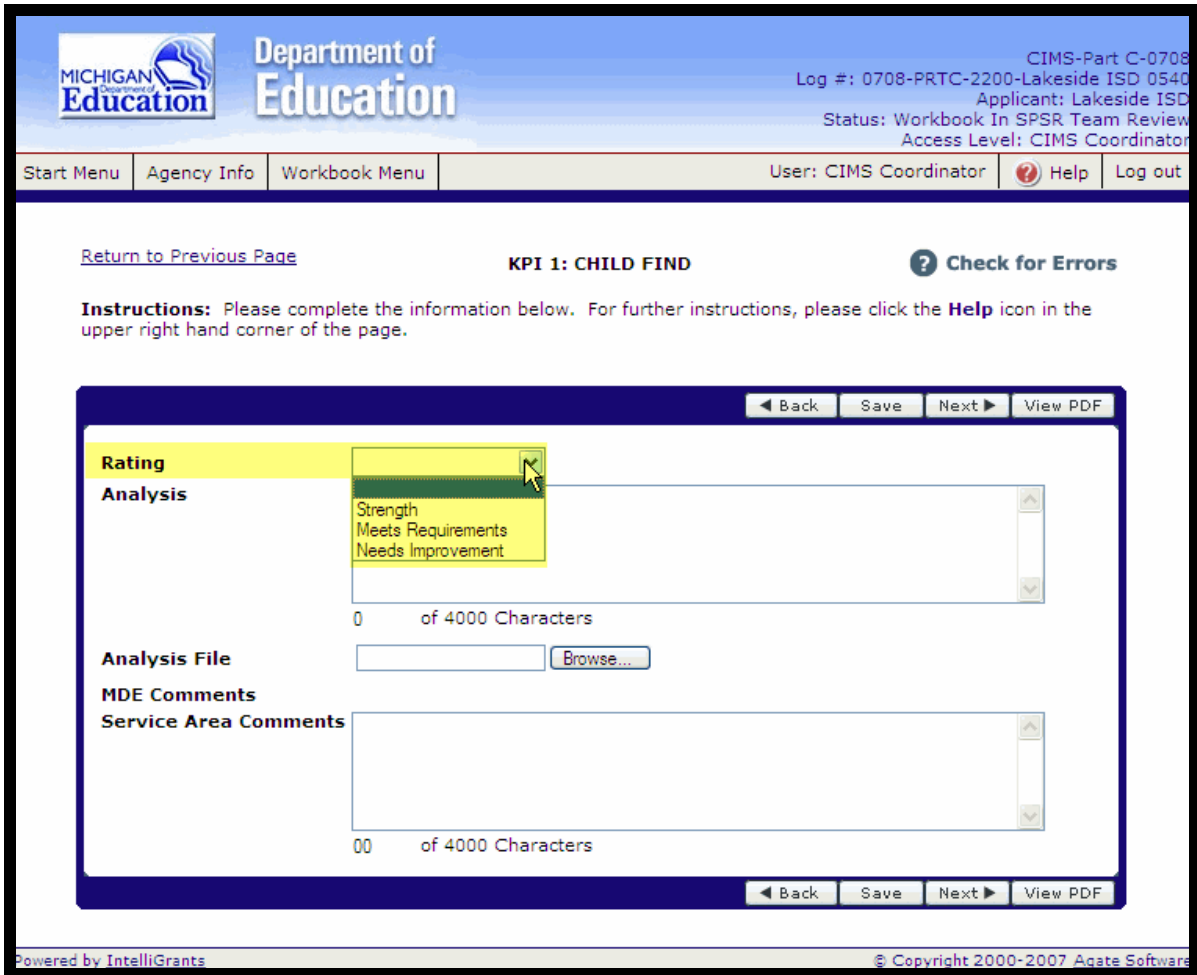 MICHIGAN
Department of
Education
Department of
Education
CIMS-Part C-0708
Log #: 0708-PRTC-2200-Lakeside ISD 0540
Applicant: Lakeside ISD
Status: Workbook In SPSR Team Review
Access Level: CIMS Coordinator
Start Menu Agency Info Workbook Menu User: CIMS Coordinator ? Help Log out
Return to Previous Page KPI 1: CHILD FIND ? Check for Errors
Instructions: Please complete the information below. For further instructions, please click the Help icon in the
upper right hand corner of the page.
◄ Back Save Next ► View PDF
Rating
Analysis
Strength
Meets Requirements
Needs Improvement
0 of 4000 Characters
Analysis File Browse...
MDE Comments
Service Area Comments
00 of 4000 Characters
◄ Back Save Next ► View PDF
Powered by IntelliGrants © Copyright 2000-2007 Agate Software